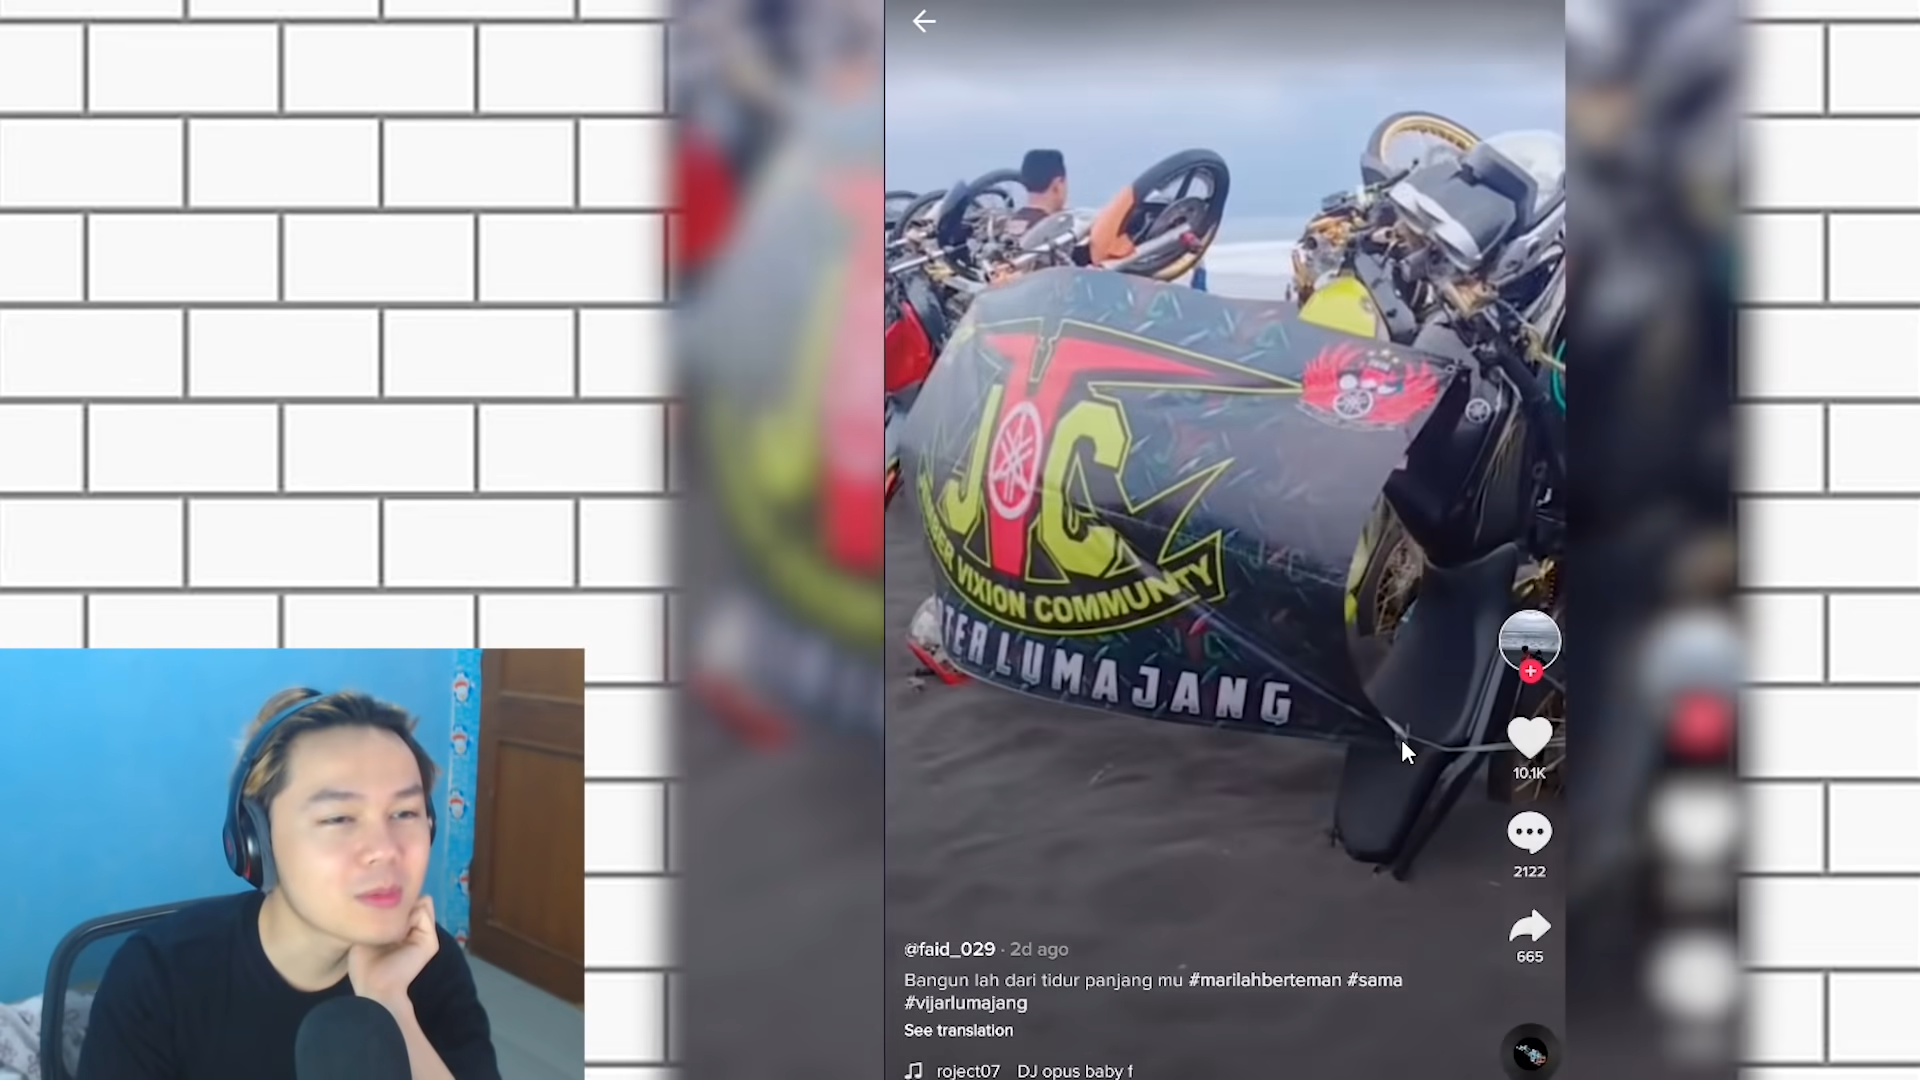 JC
VIXION COMMUNITY
LUMAJANG
10.1K
2122
665
@faid_029 · 2d ago
Bangun lah dari tidur panjang mu #marilahberteman #sama
#vijarlumajang
See translation
roject07 DJ opus baby f